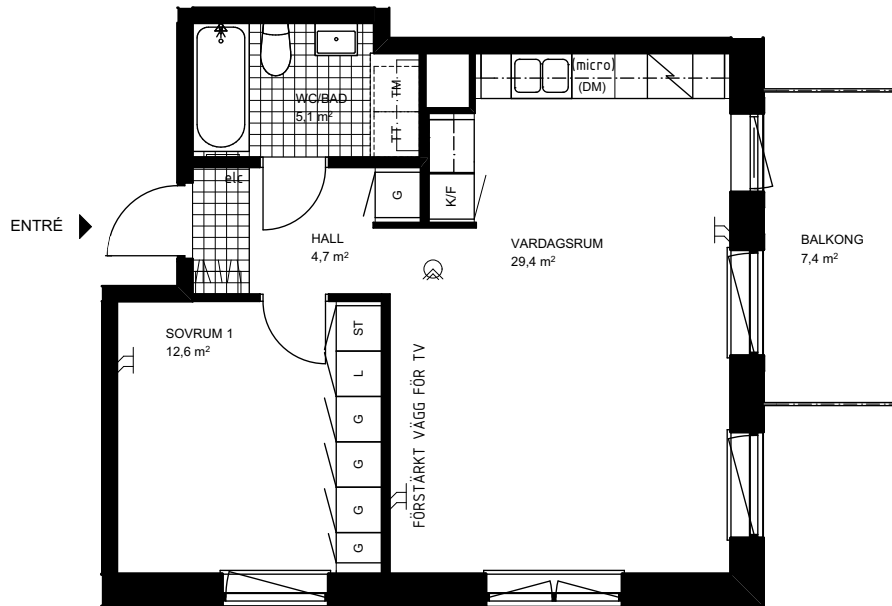 (micro)
(DM)
WC/BAD
5,1 m²
TM
TT
elc
G
K/F
ENTRÉ
HALL
4,7 m²
VARDAGSRUM
29,4 m²
BALKONG
7,4 m²
SOVRUM 1
12,6 m²
ST
L
G
G
G
G
FÖRSTÄRKT VÄGG FÖR TV